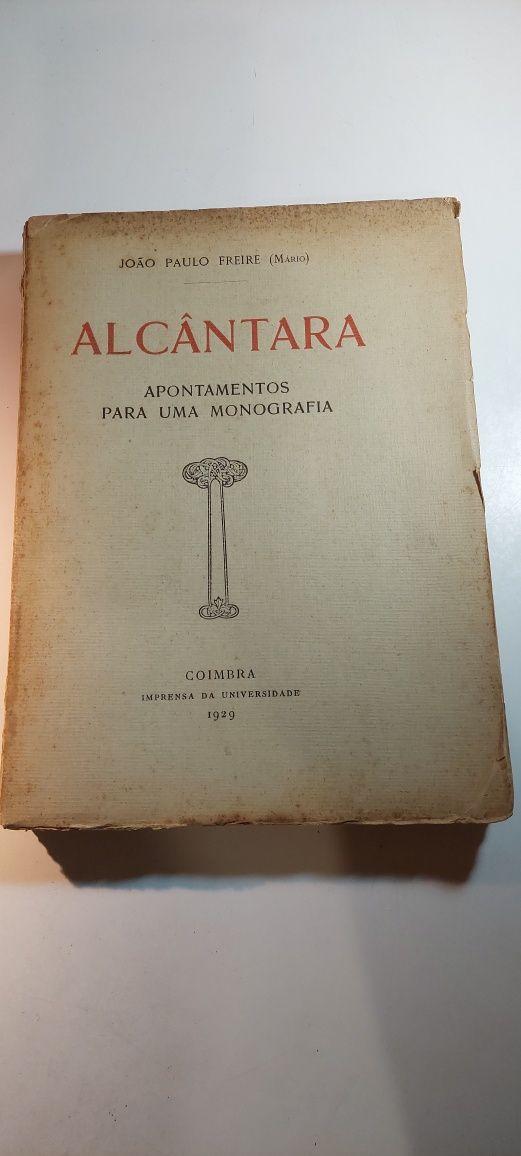 JOÃO PAULO FREIRE (MÁRIO)
ALCÂNTARA
APONTAMENTOS
PARA UMA MONOGRAFIA
COIMBRA
IMPRENSA DA UNIVERSIDADE
1929